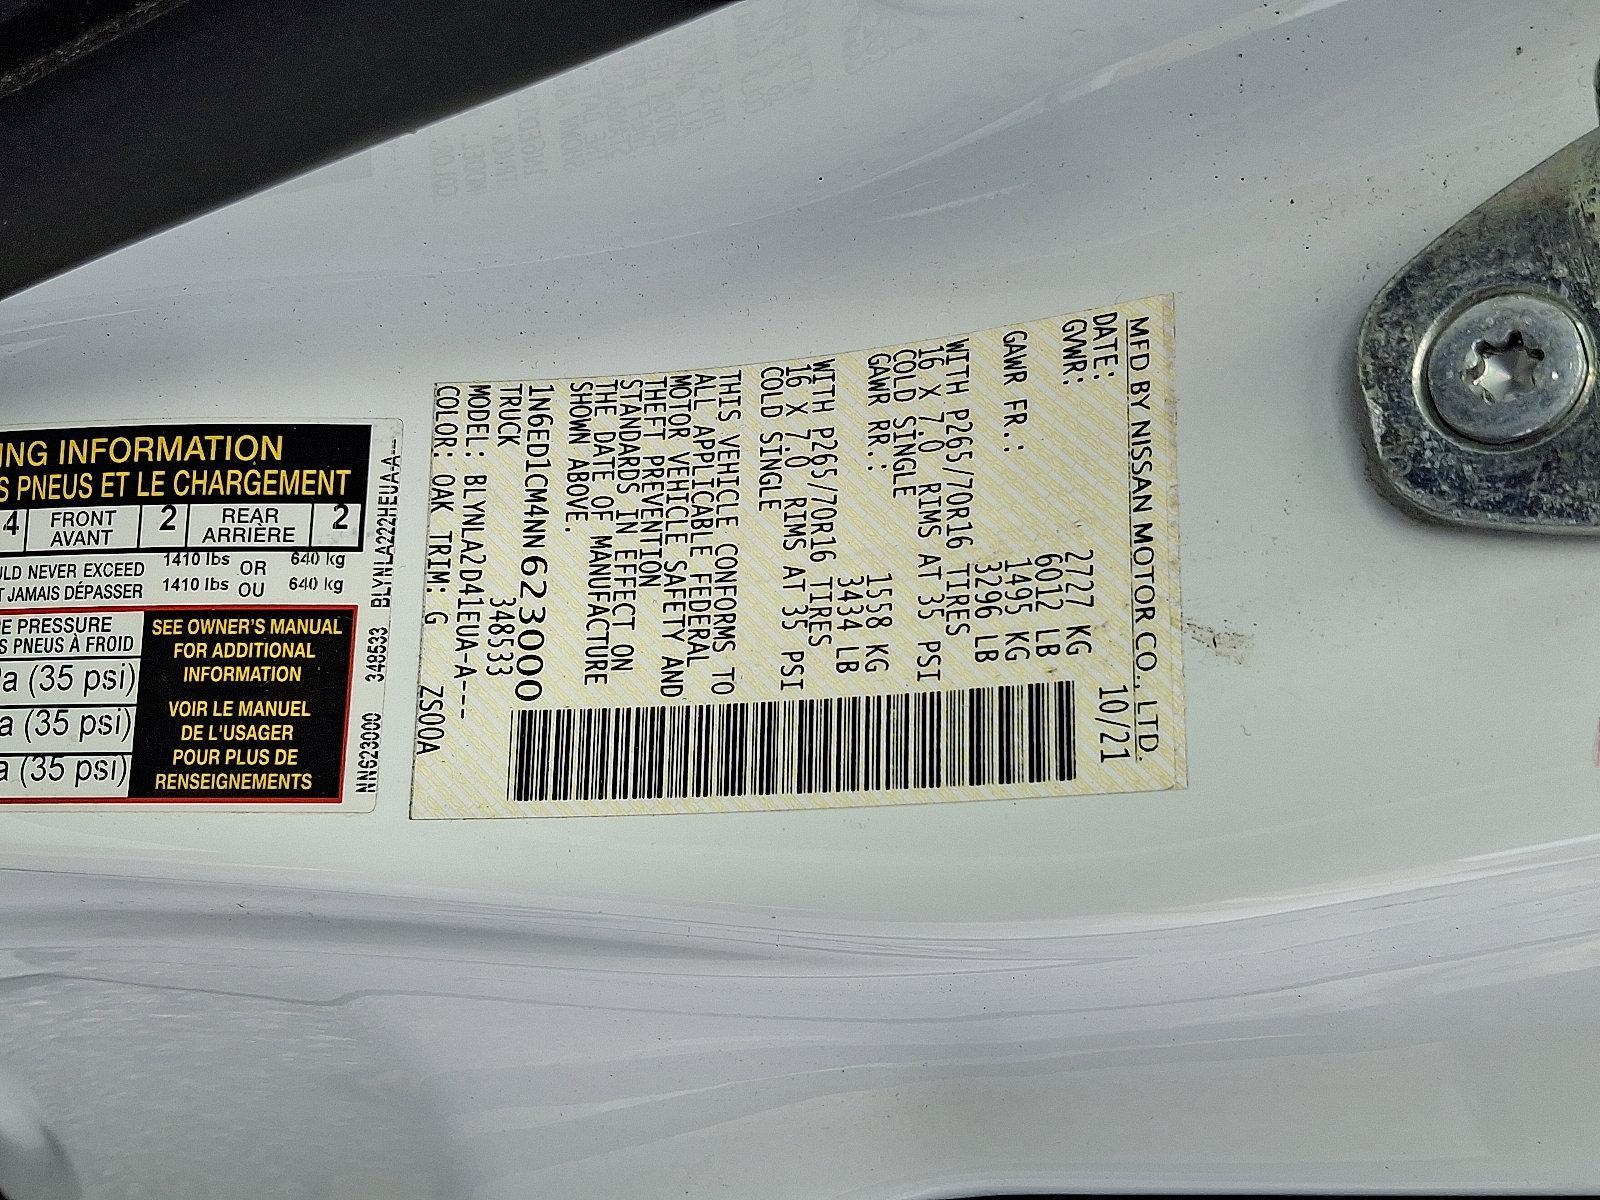 MFD BY NISSAN MOTOR CO., LTD.
DATE: 10/21
GVWR: 2727 KG
6012 LB
GAWR FR.: 1495 KG
3296 LB
WITH P265/70R16 TIRES
16 X 7.0 RIMS AT 35 PSI
COLD SINGLE
GAWR RR.: 1558 KG
3434 LB
WITH P265/70R16 TIRES
16 X 7.0 RIMS AT 35 PSI
COLD SINGLE
THIS VEHICLE CONFORMS TO
ALL APPLICABLE FEDERAL
MOTOR VEHICLE SAFETY AND
THEFT PREVENTION
STANDARDS IN EFFECT ON
THE DATE OF MANUFACTURE
SHOWN ABOVE.
1N6ED1CM4NN623000
TRUCK 348533
MODEL: BLYNLA2D41EUA-A---
COLOR: OAK TRIM: G ZS00A
NG INFORMATION
S PNEUS ET LE CHARGEMENT
4 FRONT 2 REAR 2
AVANT ARRIÈRE
ULD NEVER EXCEED 1410 lbs OR 640 kg
T JAMAIS DÉPASSER 1410 lbs OU 640 kg
E PRESSURE
S PNEUS À FROID
a (35 psi)
a (35 psi)
a (35 psi)
SEE OWNER'S MANUAL
FOR ADDITIONAL
INFORMATION
VOIR LE MANUEL
DE L'USAGER
POUR PLUS DE
RENSEIGNEMENTS
NN623000 348533 BLYNLA222HEUA-A--